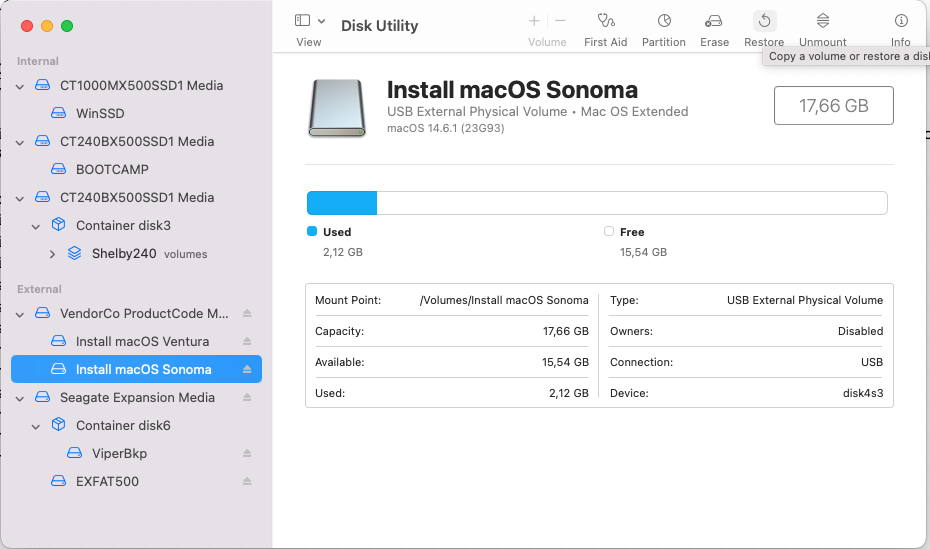 View
Disk Utility
Volume
First Aid
Partition
Erase
Restore
Unmount
Info
Copy a volume or restore a disk
Internal
CT1000MX500SSD1 Media
WinSSD
CT240BX500SSD1 Media
BOOTCAMP
CT240BX500SSD1 Media
Container disk3
Shelby240 volumes
External
VendorCo ProductCode M...
Install macOS Ventura
Install macOS Sonoma
Seagate Expansion Media
Container disk6
ViperBkp
EXFAT500
Install macOS Sonoma
USB External Physical Volume • Mac OS Extended
macOS 14.6.1 (23G93)
17,66 GB
Used
2,12 GB
Free
15,54 GB
Mount Point: /Volumes/Install macOS Sonoma
Capacity: 17,66 GB
Available: 15,54 GB
Used: 2,12 GB
Type: USB External Physical Volume
Owners: Disabled
Connection: USB
Device: disk4s3